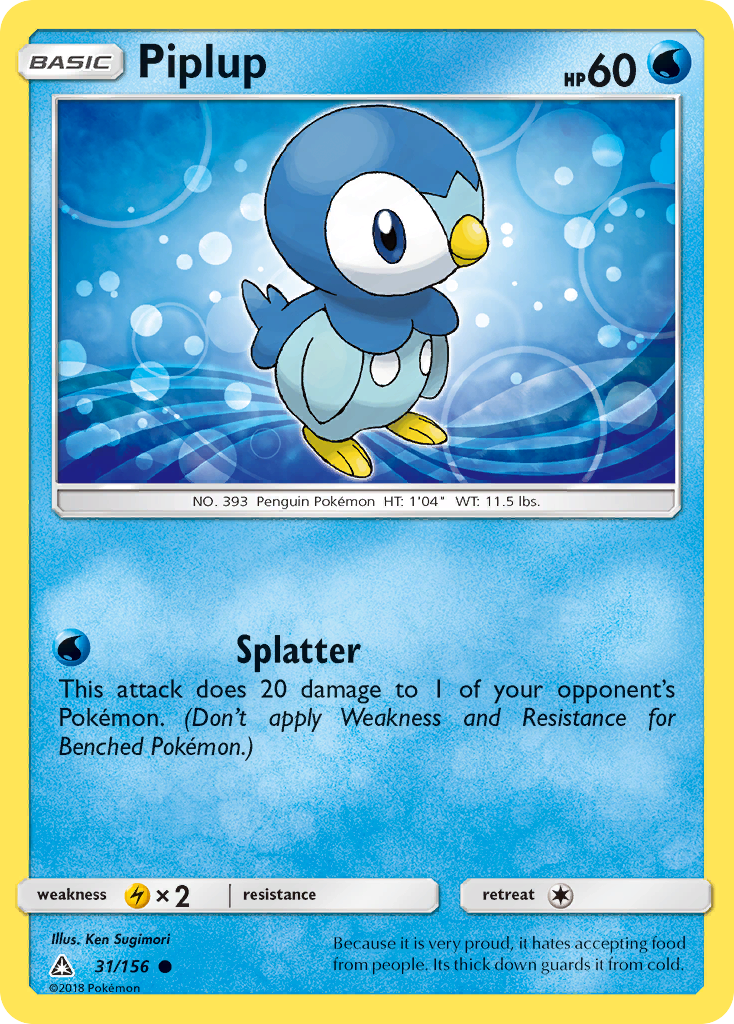 BASIC Piplup HP60
NO. 393 Penguin Pokémon HT: 1'04" WT: 11.5 lbs.
Splatter
This attack does 20 damage to 1 of your opponent's
Pokémon. (Don't apply Weakness and Resistance for
Benched Pokémon.)
weakness ×2 resistance retreat
Illus. Ken Sugimori
31/156
©2018 Pokémon
Because it is very proud, it hates accepting food
from people. Its thick down guards it from cold.